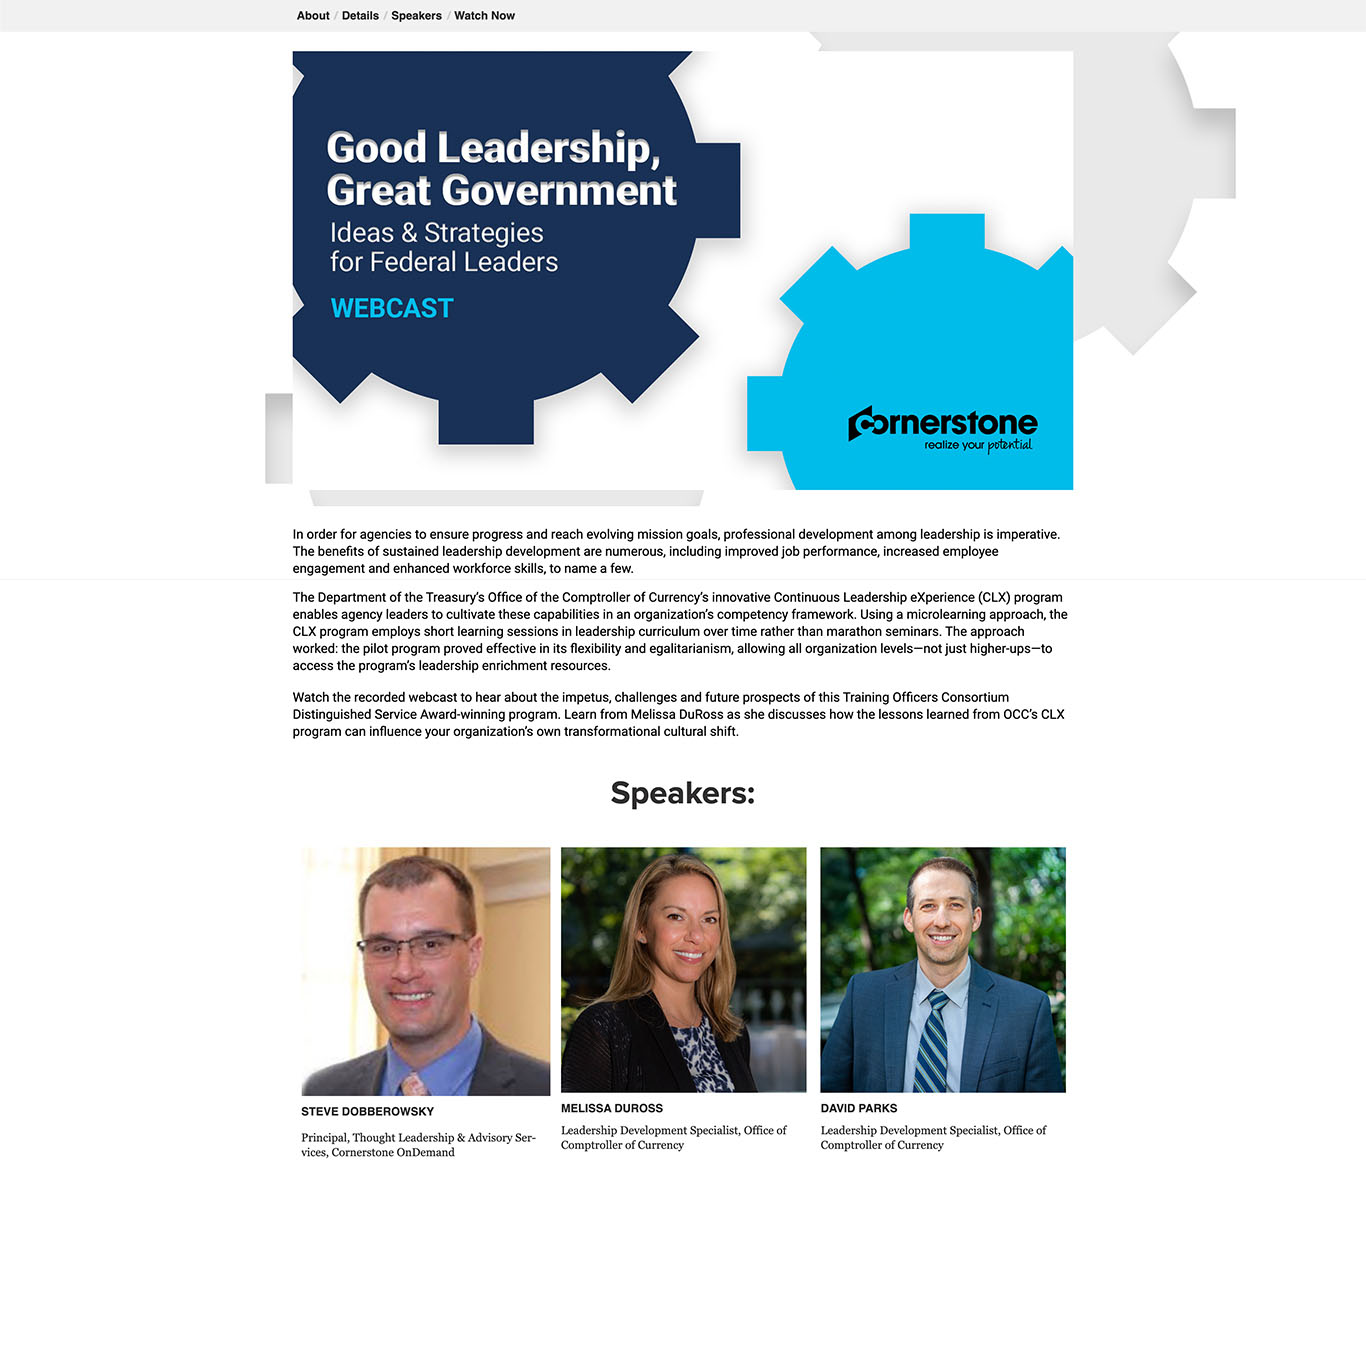 About / Details / Speakers / Watch Now
Good Leadership,
Great Government
Ideas & Strategies
for Federal Leaders
WEBCAST
Cornerstone
realize your potential
In order for agencies to ensure progress and reach evolving mission goals, professional development among leadership is imperative.
The benefits of sustained leadership development are numerous, including improved job performance, increased employee
engagement and enhanced workforce skills, to name a few.
The Department of the Treasury’s Office of the Comptroller of Currency’s innovative Continuous Leadership eXperience (CLX) program
enables agency leaders to cultivate these capabilities in an organization’s competency framework. Using a microlearning approach, the
CLX program employs short learning sessions in leadership curriculum over time rather than marathon seminars. The approach
worked: the pilot program proved effective in its flexibility and egalitarianism, allowing all organization levels—not just higher-ups—to
access the program’s leadership enrichment resources.
Watch the recorded webcast to hear about the impetus, challenges and future prospects of this Training Officers Consortium
Distinguished Service Award-winning program. Learn from Melissa DuRoss as she discusses how the lessons learned from OCC’s CLX
program can influence your organization’s own transformational cultural shift.
Speakers:
STEVE DOBBEROWSKY
Principal, Thought Leadership & Advisory Ser-
vices, Cornerstone OnDemand
MELISSA DUROSS
Leadership Development Specialist, Office of
Comptroller of Currency
DAVID PARKS
Leadership Development Specialist, Office of
Comptroller of Currency